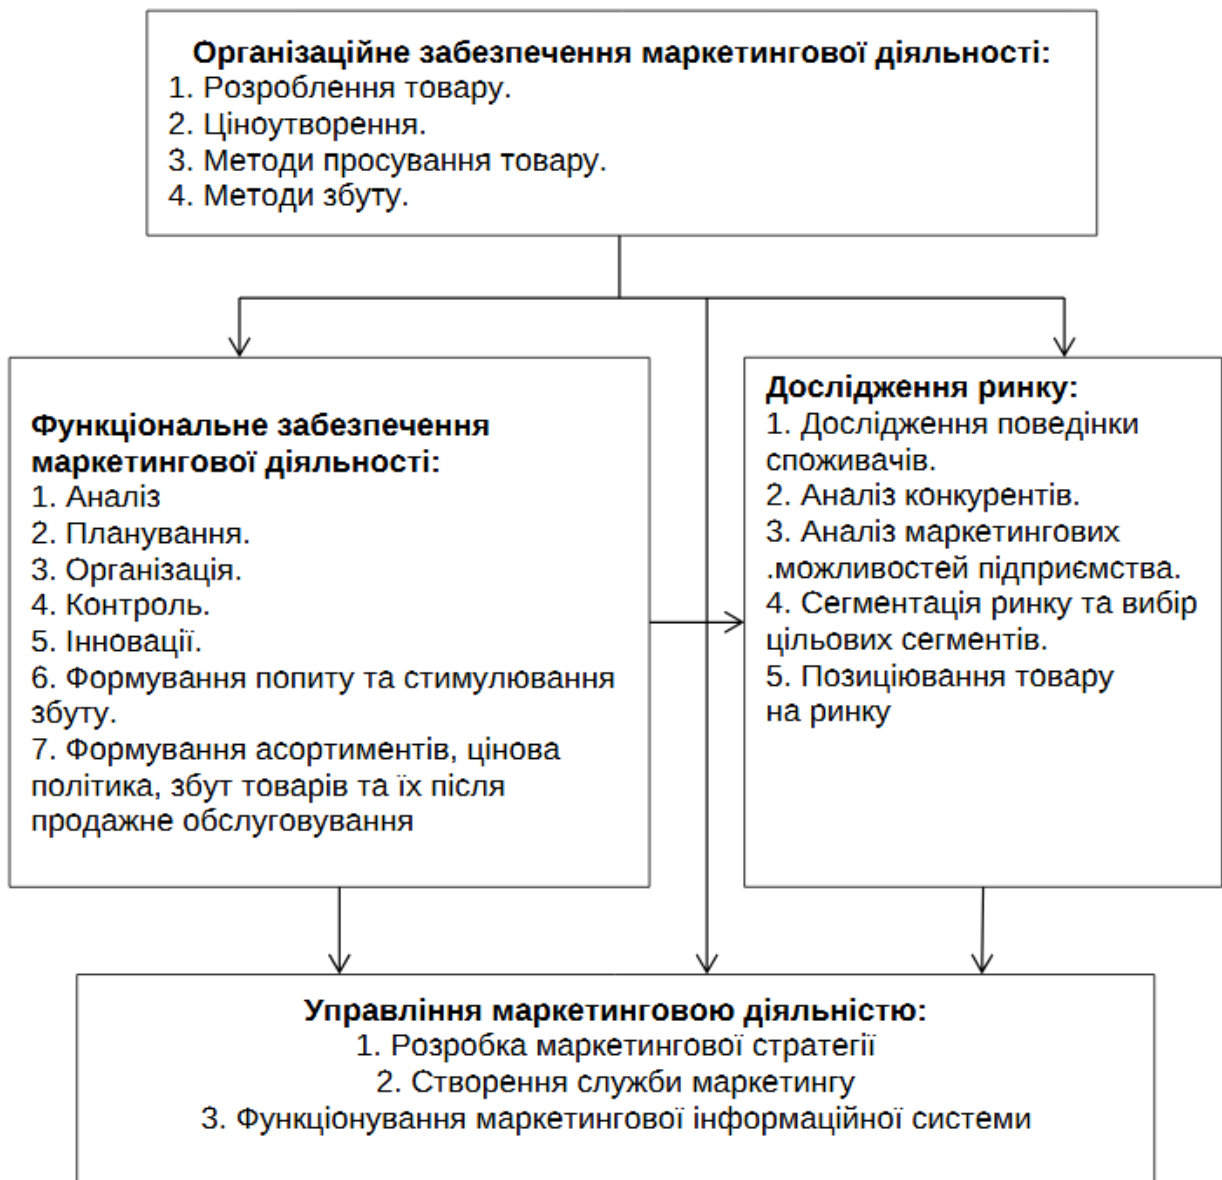 Організаційне забезпечення маркетингової діяльності:
1. Розроблення товару.
2. Ціноутворення.
3. Методи просування товару.
4. Методи збуту.
Функціональне забезпечення
маркетингової діяльності:
1. Аналіз
2. Планування.
3. Організація.
4. Контроль.
5. Інновації.
6. Формування попиту та стимулювання
збуту.
7. Формування асортиментів, цінова
політика, збут товарів та їх після
продажне обслуговування
Дослідження ринку:
1. Дослідження поведінки
споживачів.
2. Аналіз конкурентів.
3. Аналіз маркетингових
.можливостей підприємства.
4. Сегментація ринку та вибір
цільових сегментів.
5. Позиціювання товару
на ринку
Управління маркетинговою діяльністю:
1. Розробка маркетингової стратегії
2. Створення служби маркетингу
3. Функціонування маркетингової інформаційної системи